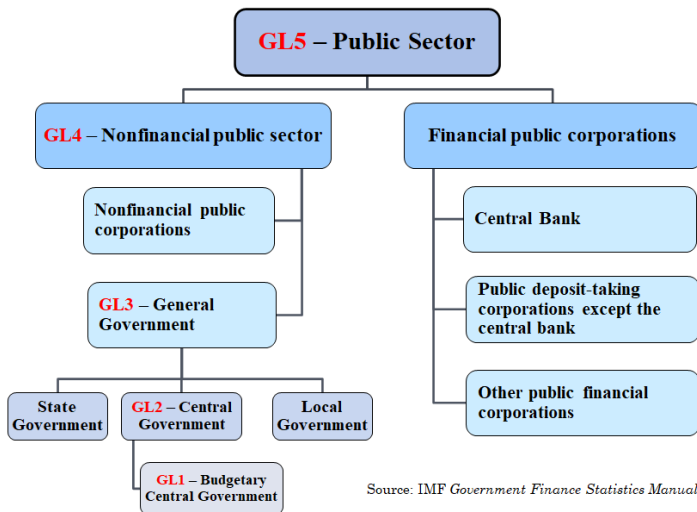 GL5 – Public Sector
GL4 – Nonfinancial public sector
Financial public corporations
Nonfinancial public
corporations
Central Bank
GL3 – General
Government
Public deposit-taking
corporations except the
central bank
State
Government
GL2 – Central
Government
Local
Government
Other public financial
corporations
GL1 – Budgetary
Central Government
Source: IMF Government Finance Statistics Manual